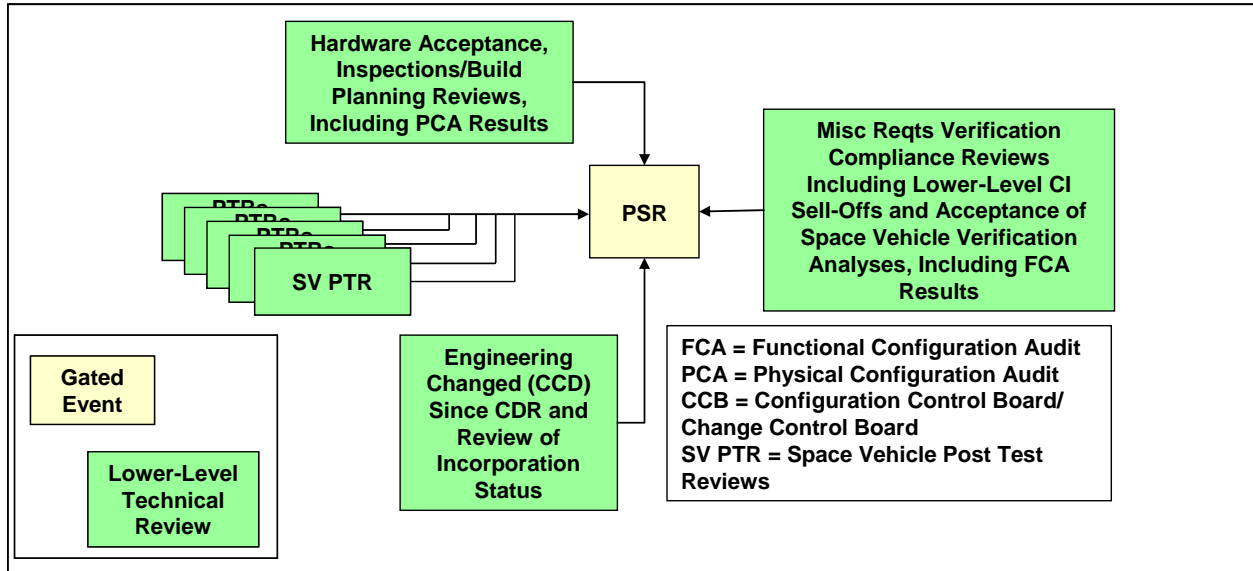 Hardware Acceptance,
Inspections/Build
Planning Reviews,
Including PCA Results
Misc Reqts Verification
Compliance Reviews
Including Lower-Level CI
Sell-Offs and Acceptance of
Space Vehicle Verification
Analyses, Including FCA
Results
PSR
PTRs
PTRs
PTRs
SV PTR
Engineering
Changed (CCD)
Since CDR and
Review of
Incorporation
Status
Gated
Event
Lower-Level
Technical
Review
FCA = Functional Configuration Audit
PCA = Physical Configuration Audit
CCB = Configuration Control Board/
Change Control Board
SV PTR = Space Vehicle Post Test
Reviews